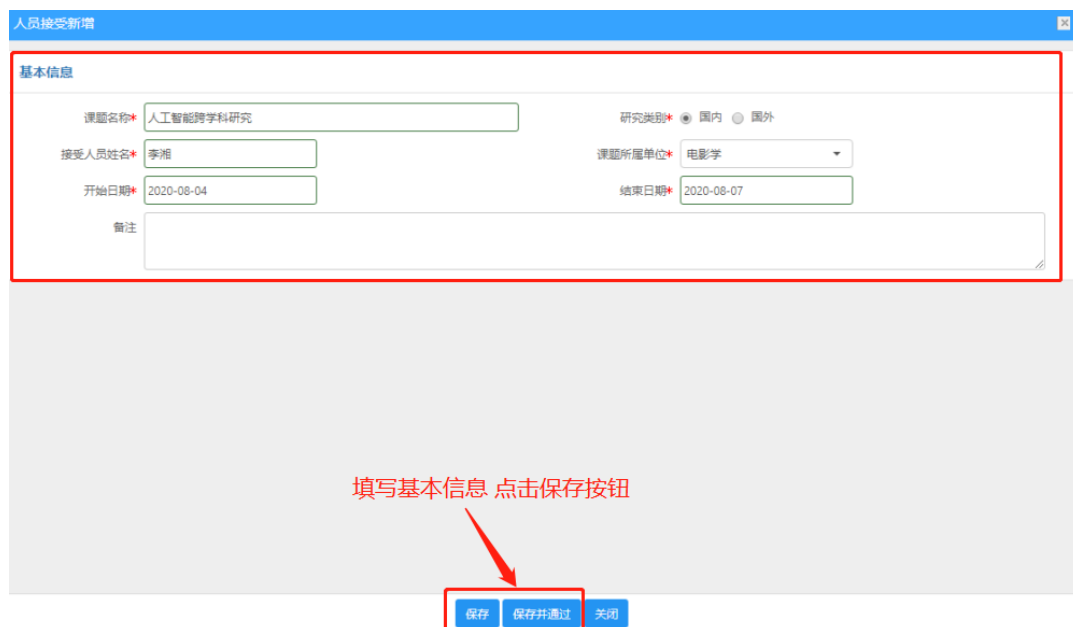 人员接受新增
基本信息
课题名称* 人工智能跨学科研究 研究类别* 国内 国外
接受人员姓名* 李湘 课题所属单位* 电影学
开始日期* 2020-08-04 结束日期* 2020-08-07
备注
填写基本信息 点击保存按钮
保存 保存并通过 关闭